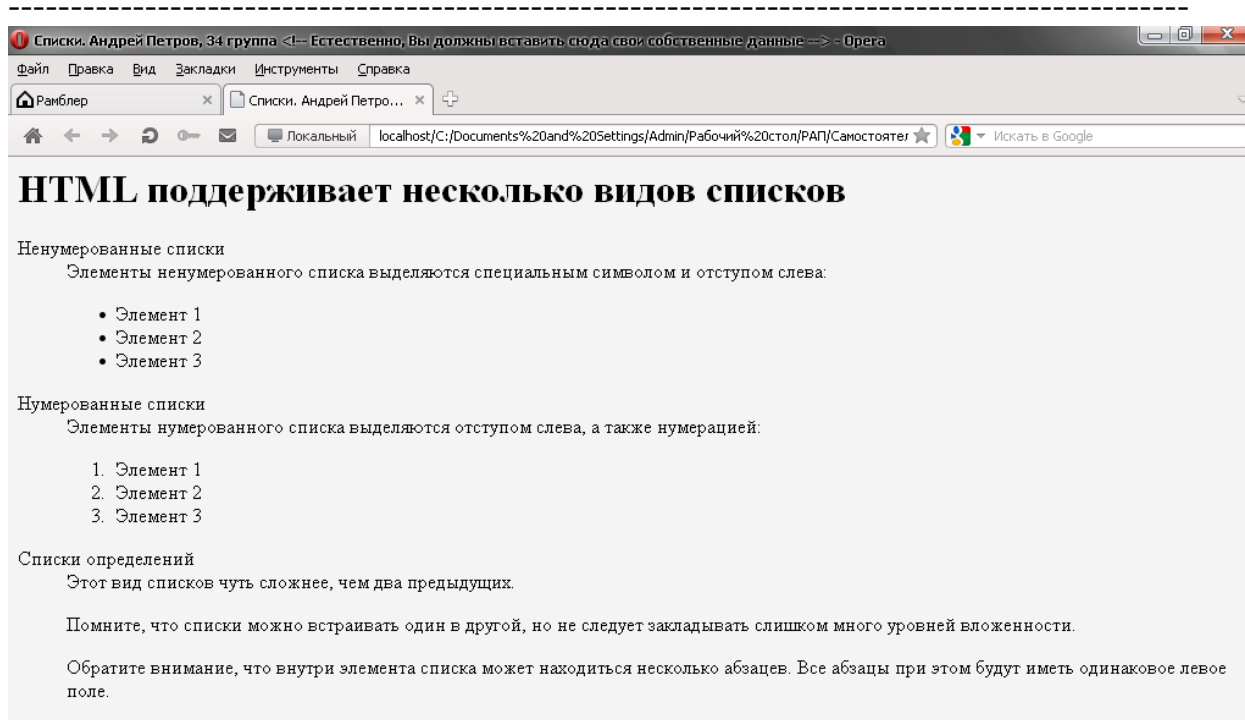 Списки. Андрей Петров, 34 группа <!-- Естественно, Вы должны вставить сюда свои собственные данные --> - Opera
Файл Правка Вид Закладки Инструменты Справка
Рамблер Списки. Андрей Петро...
Локальный localhost/C:/Documents%20and%20Settings/Admin/Рабочий%20стол/РАП/Самостоятел Искать в Google
HTML поддерживает несколько видов списков
Ненумерованные списки
Элементы ненумерованного списка выделяются специальным символом и отступом слева:
• Элемент 1
• Элемент 2
• Элемент 3
Нумерованные списки
Элементы нумерованного списка выделяются отступом слева, а также нумерацией:
1. Элемент 1
2. Элемент 2
3. Элемент 3
Списки определений
Этот вид списков чуть сложнее, чем два предыдущих.
Помните, что списки можно встраивать один в другой, но не следует закладывать слишком много уровней вложенности.
Обратите внимание, что внутри элемента списка может находиться несколько абзацев. Все абзацы при этом будут иметь одинаковое левое
поле.